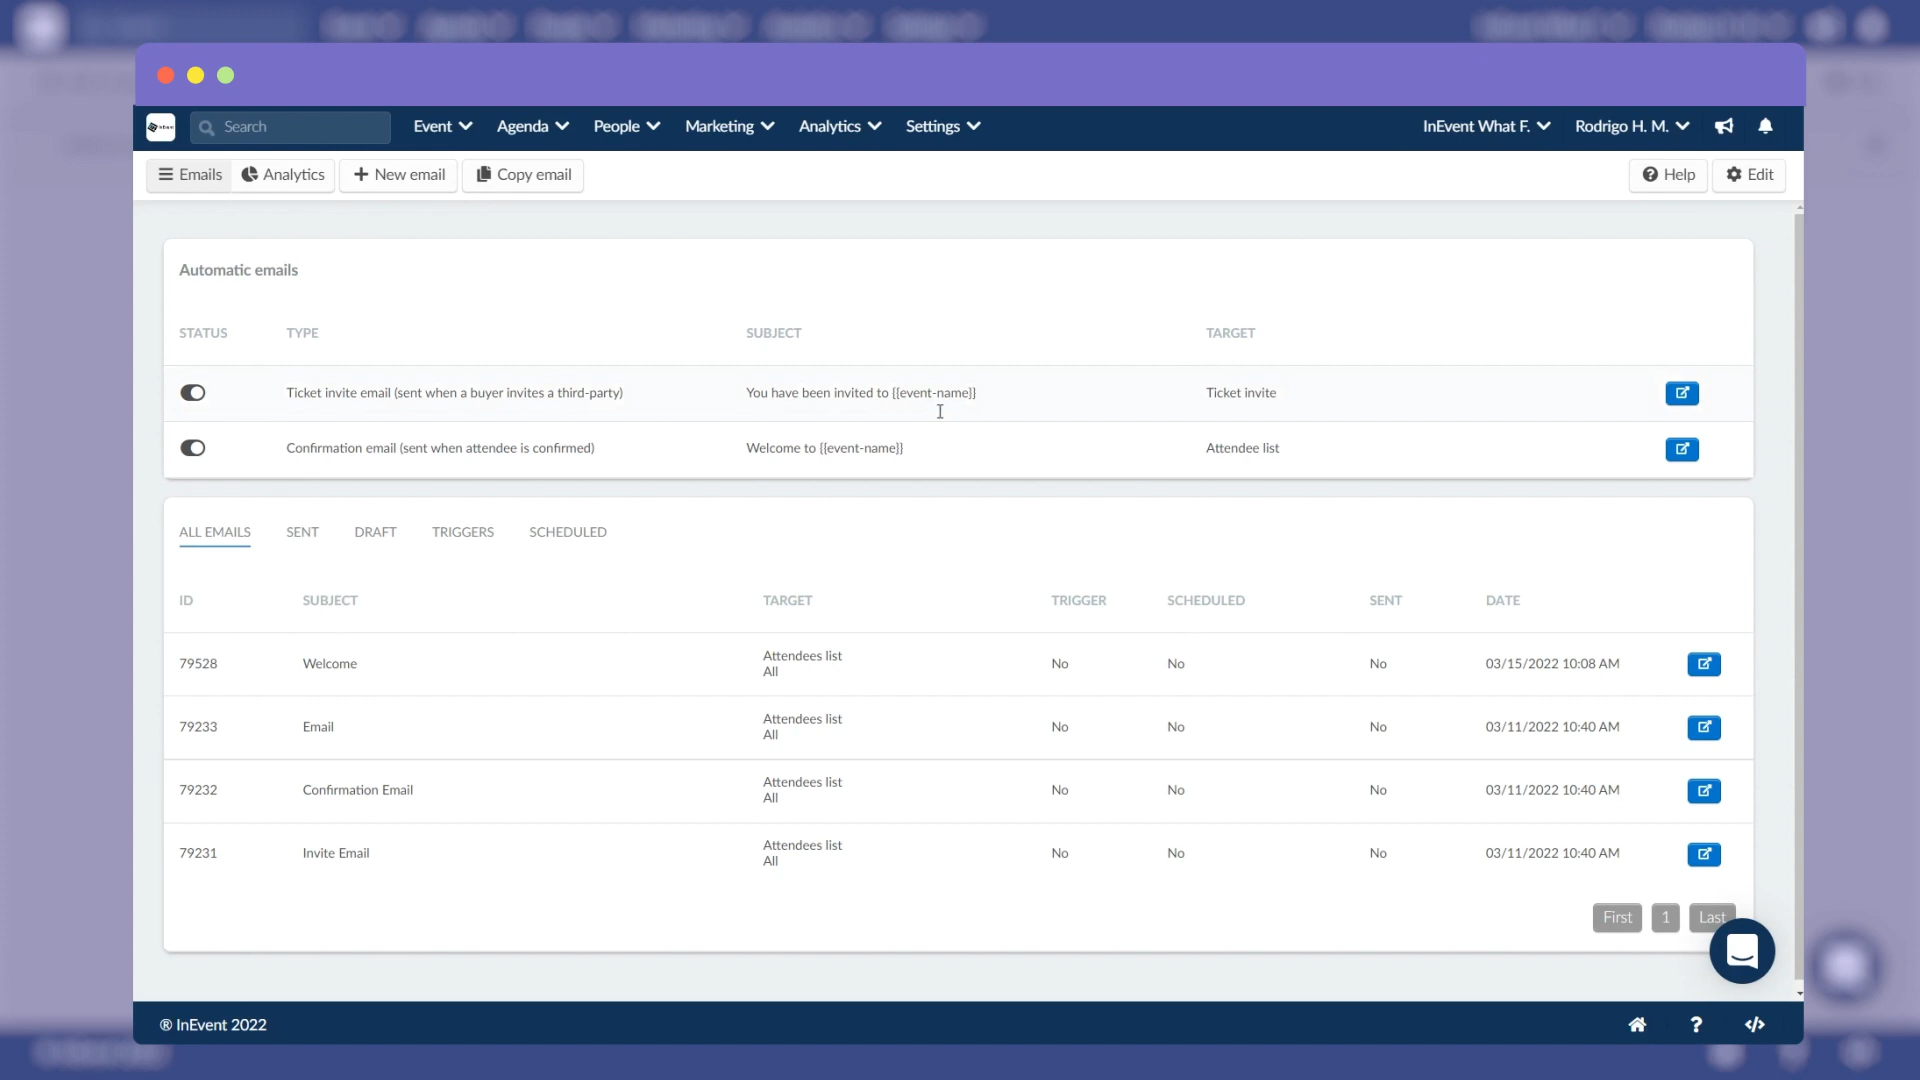 Search
Event
Agenda
People
Marketing
Analytics
Settings
InEvent What F.
Rodrigo H. M.
Emails
Analytics
New email
Copy email
Help
Edit
Automatic emails
STATUS TYPE SUBJECT TARGET
Ticket invite email (sent when a buyer invites a third-party) You have been invited to {{event-name}} Ticket invite
Confirmation email (sent when attendee is confirmed) Welcome to {{event-name}} Attendee list
ALL EMAILS SENT DRAFT TRIGGERS SCHEDULED
ID SUBJECT TARGET TRIGGER SCHEDULED SENT DATE
79528 Welcome Attendees list All No No No 03/15/2022 10:08 AM
79233 Email Attendees list All No No No 03/11/2022 10:40 AM
79232 Confirmation Email Attendees list All No No No 03/11/2022 10:40 AM
79231 Invite Email Attendees list All No No No 03/11/2022 10:40 AM
First 1 Last
® InEvent 2022